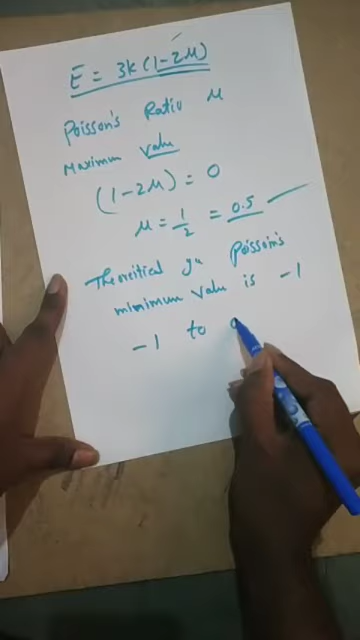 E = 3K (1-2μ)
Poisson's Ratio μ
Maximum Value
(1-2μ) = 0
μ = 1/2 = 0.5
Poisson's
minimum Value is -1
-1 to